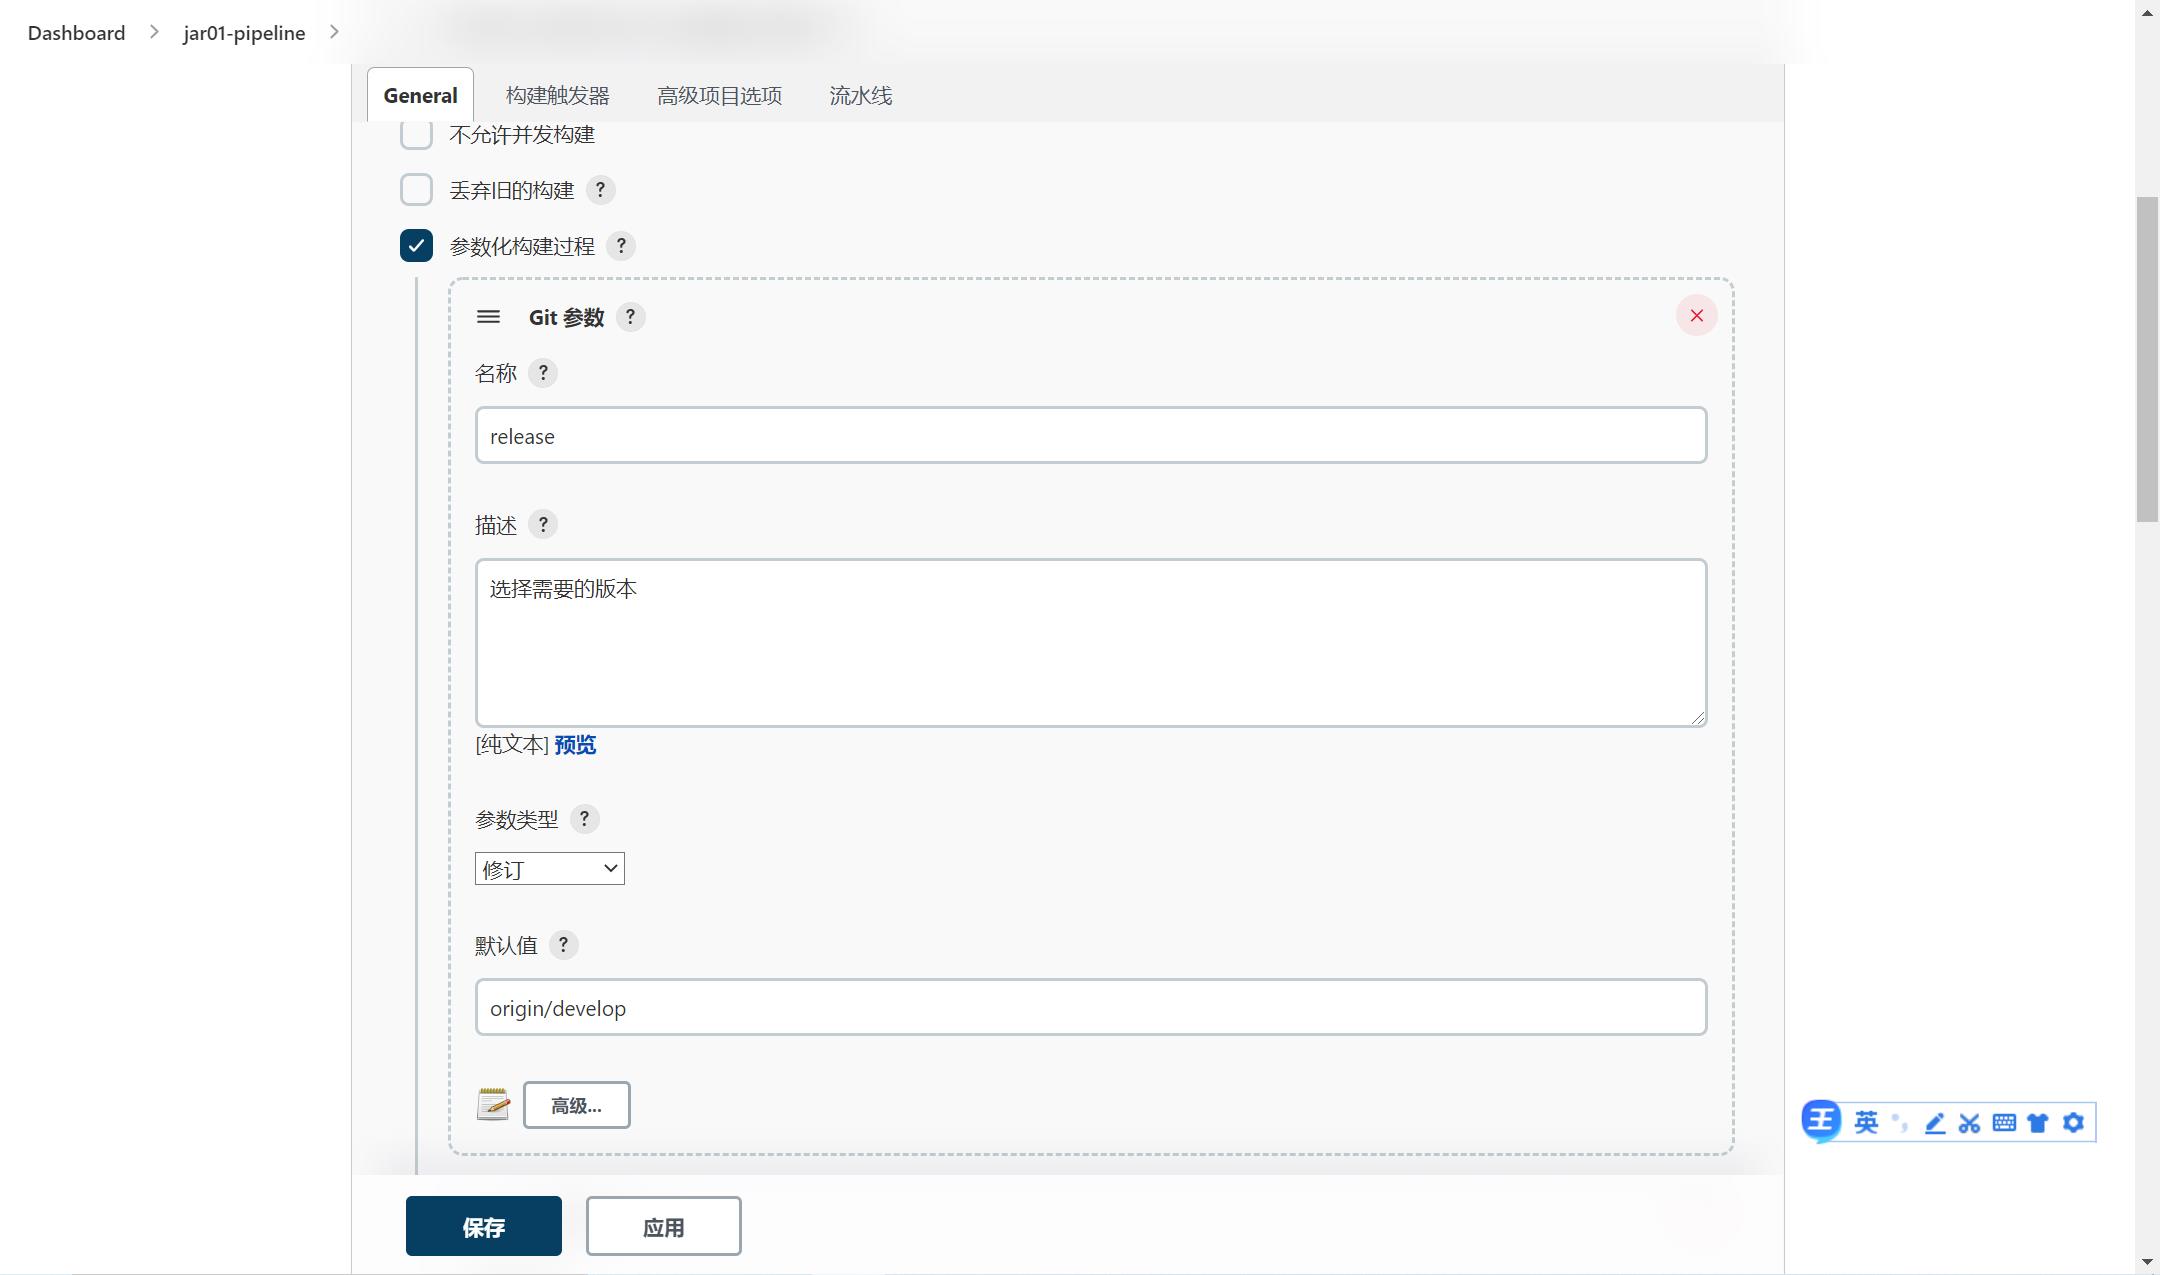 Dashboard
jar01-pipeline
General
构建触发器
高级项目选项
流水线
不允许并发构建
丢弃旧的构建 ?
参数化构建过程 ?
Git 参数 ?
名称 ?
release
描述 ?
选择需要的版本
[纯文本] 预览
参数类型 ?
修订
默认值 ?
origin/develop
高级...
保存
应用
王 英